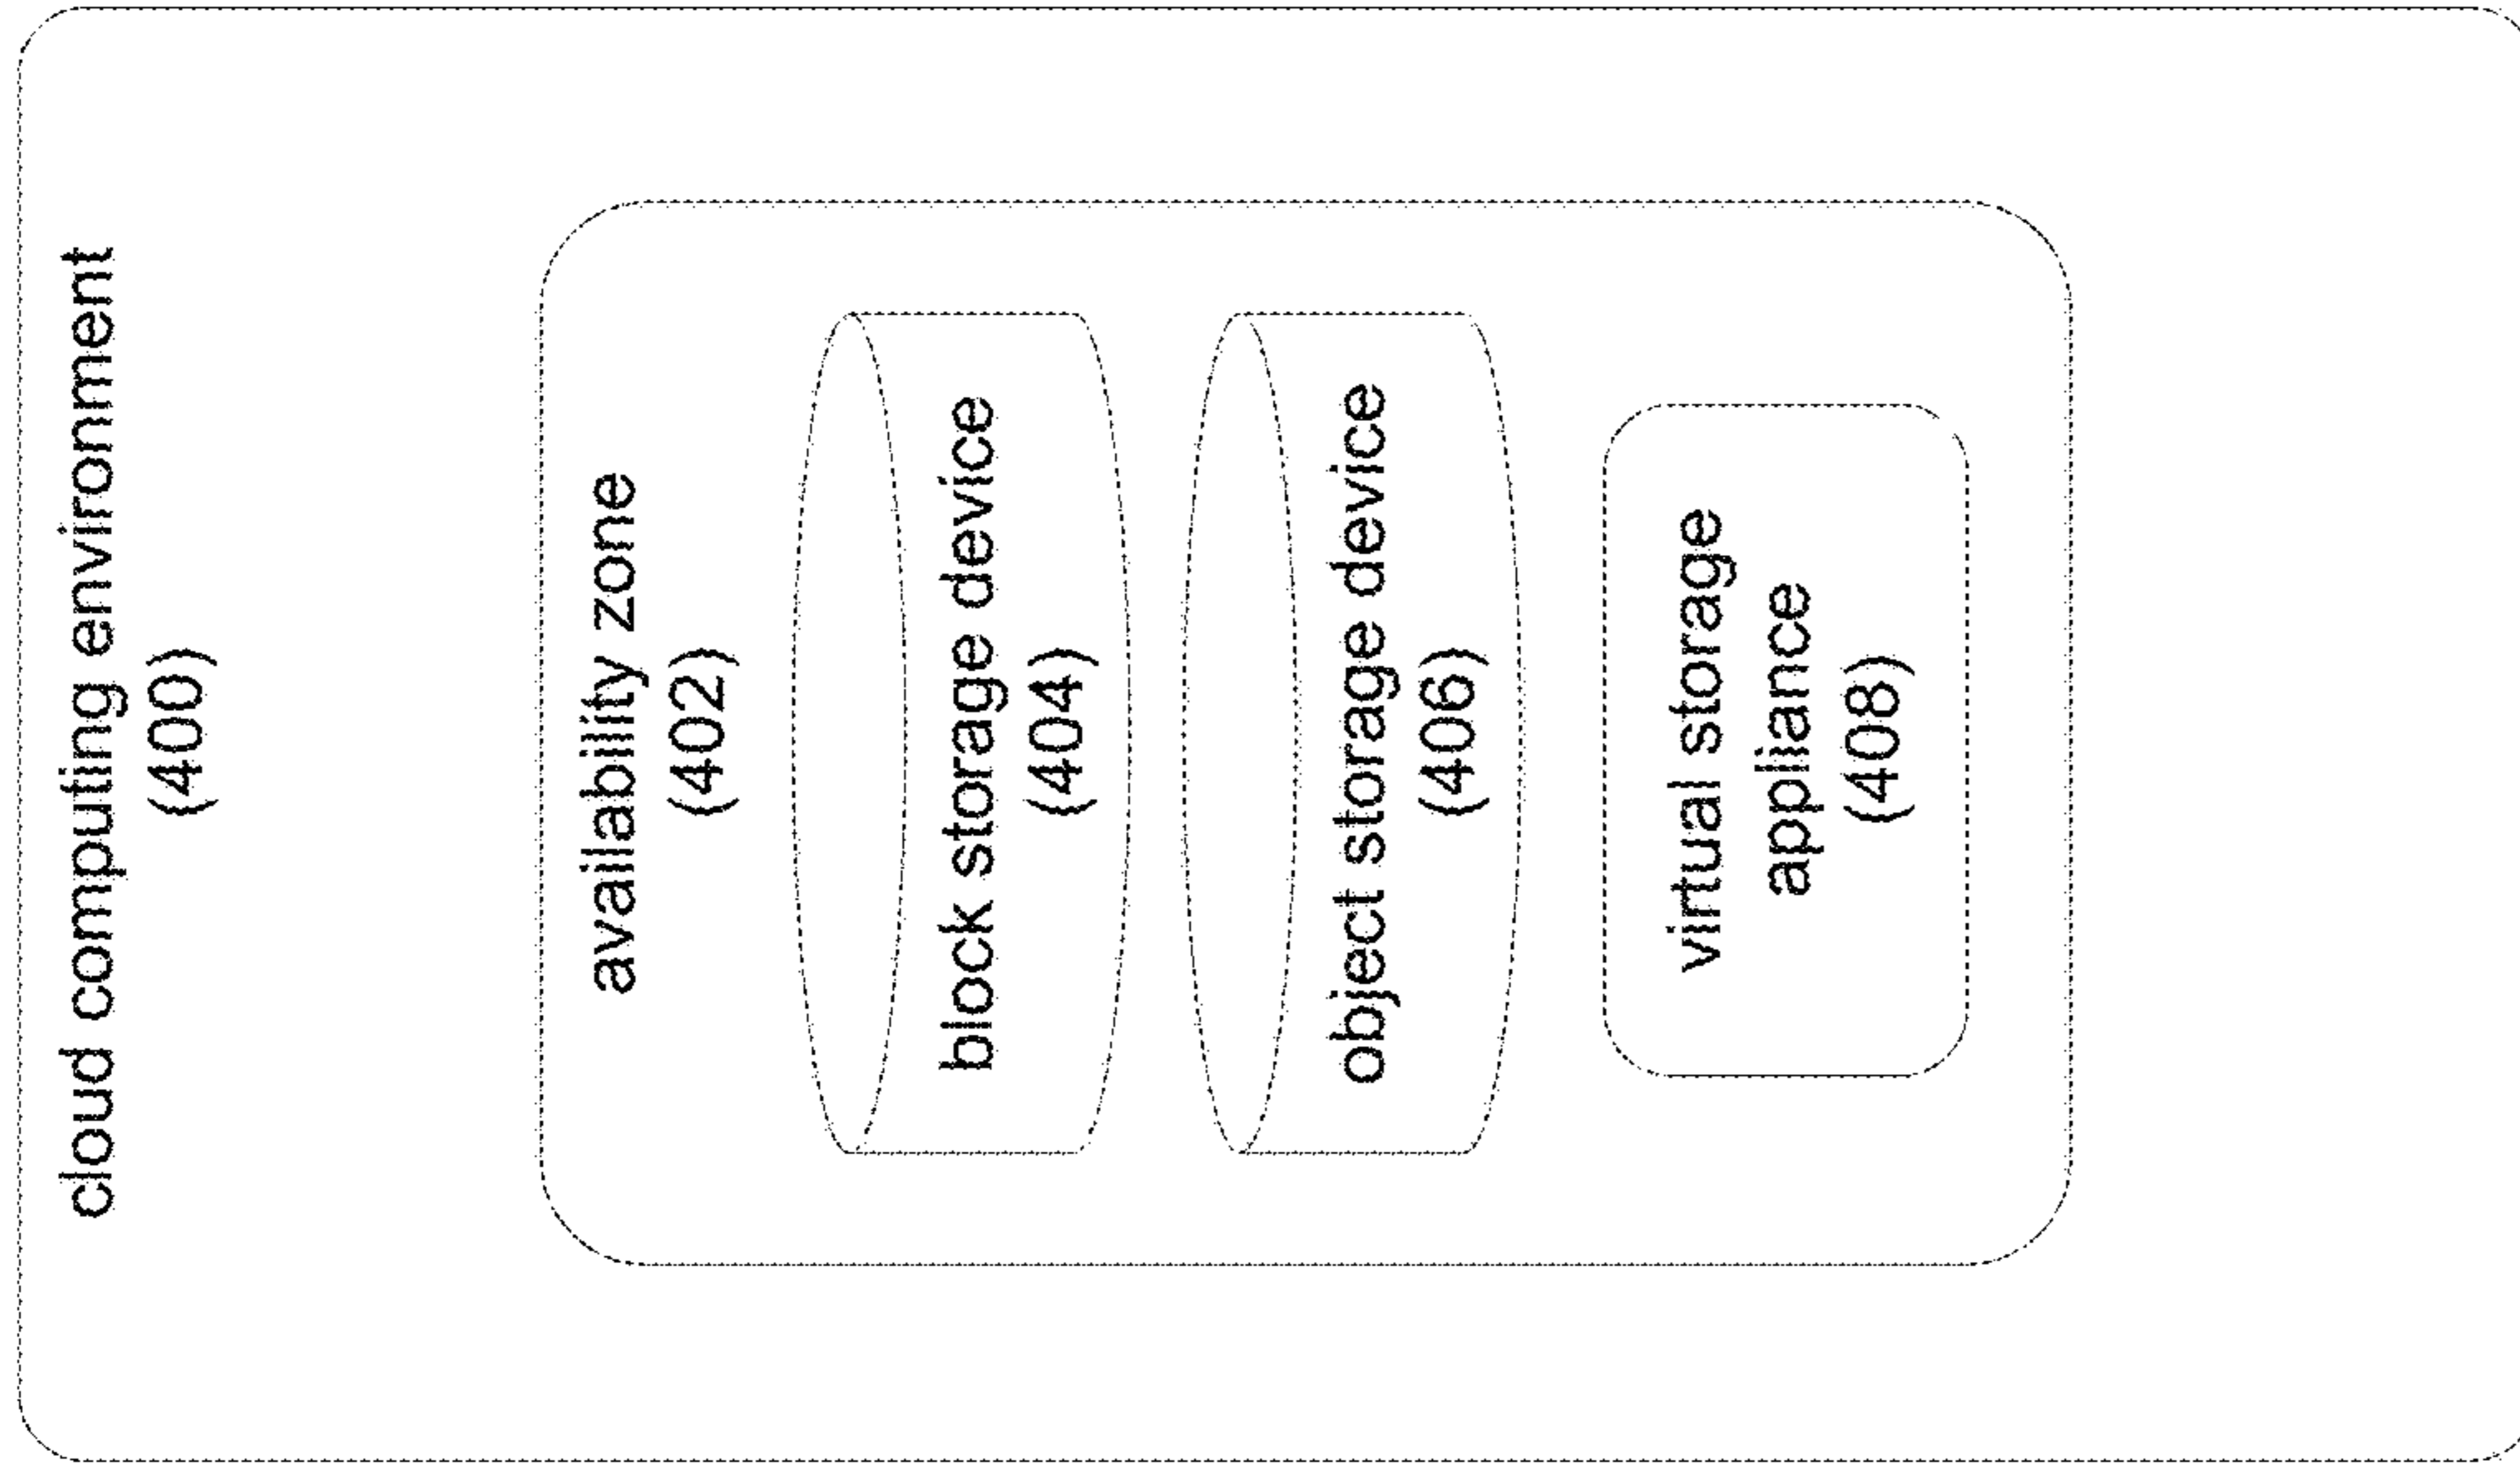 cloud computing environment
(400)
availability zone
(402)
block storage device
(404)
object storage device
(406)
virtual storage
appliance
(408)